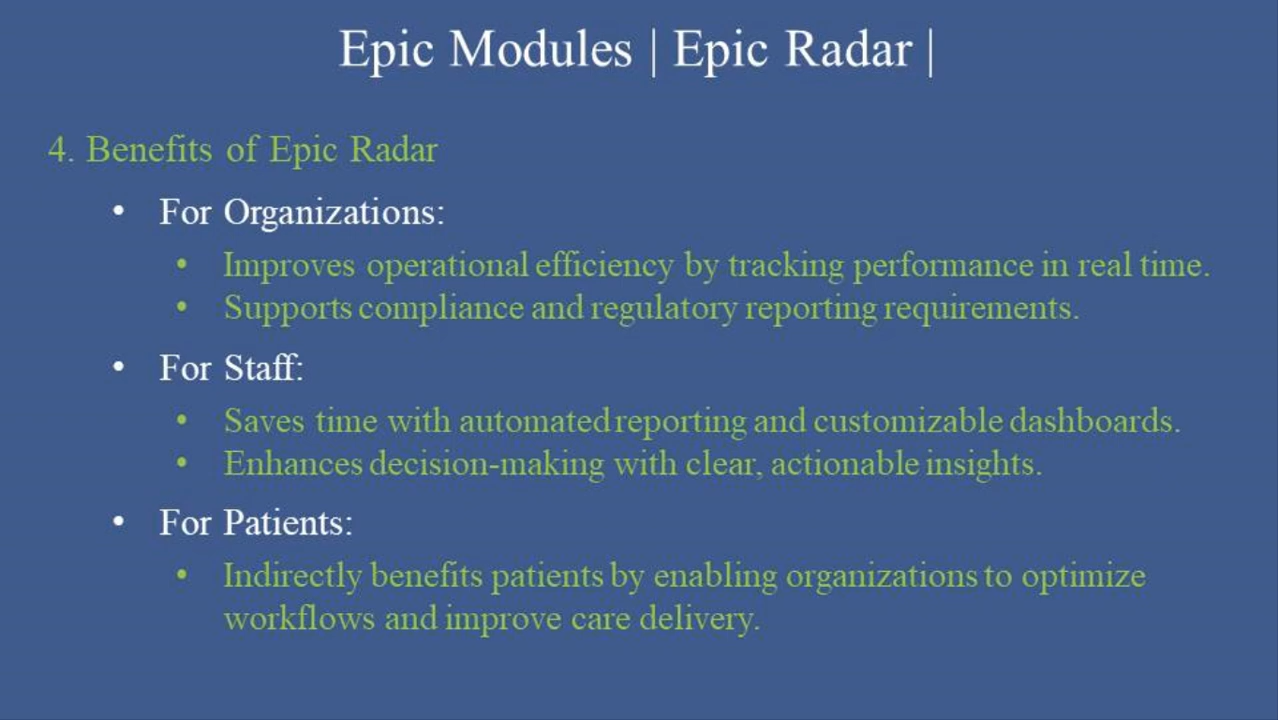 Epic Modules | Epic Radar |
4. Benefits of Epic Radar
• For Organizations:
• Improves operational efficiency by tracking performance in real time.
• Supports compliance and regulatory reporting requirements.
• For Staff:
• Saves time with automated reporting and customizable dashboards.
• Enhances decision-making with clear, actionable insights.
• For Patients:
• Indirectly benefits patients by enabling organizations to optimize
workflows and improve care delivery.